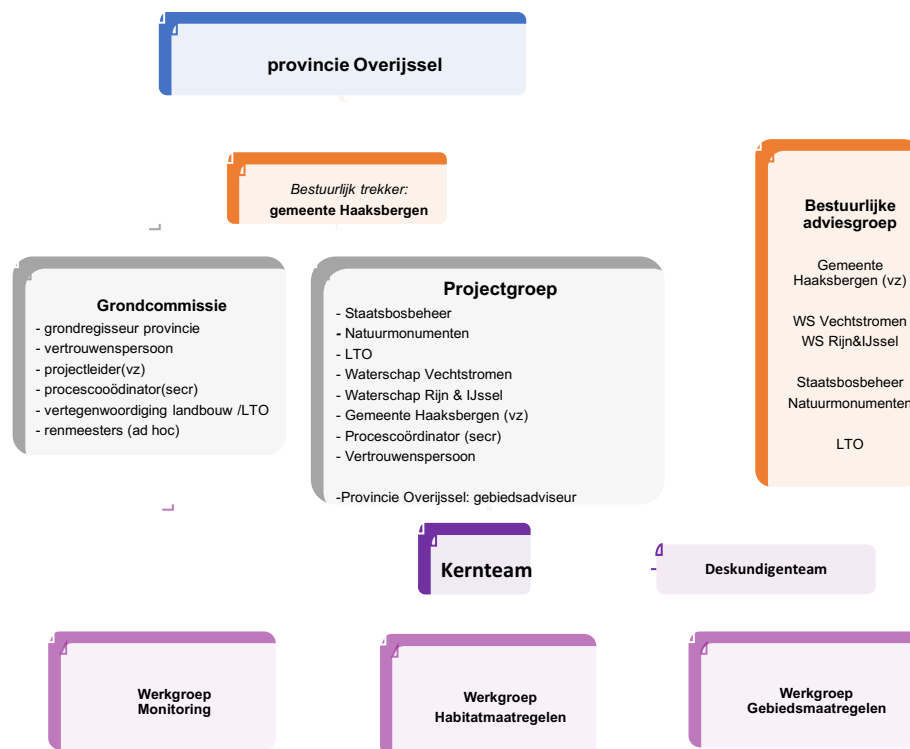 provincie Overijssel
Bestuurlijk trekker:
gemeente Haaksbergen
Bestuurlijke
adviesgroep
Gemeente
Haaksbergen (vz)
WS Vechtstromen
WS Rijn&IJssel
Staatsbosbeheer
Natuurmonumenten
LTO
Grondcommissie
- grondregisseur provincie
- vertrouwenspersoon
- projectleider(vz)
- procescooödinator(secr)
- vertegenwoordiging landbouw /LTO
- renmeesters (ad hoc)
Projectgroep
- Staatsbosbeheer
- Natuurmonumenten
- LTO
- Waterschap Vechtstromen
- Waterschap Rijn & IJssel
- Gemeente Haaksbergen (vz)
- Procescoördinator (secr)
- Vertrouwenspersoon
-Provincie Overijssel: gebiedsadviseur
Kernteam
Deskundigenteam
Werkgroep
Monitoring
Werkgroep
Habitatmaatregelen
Werkgroep
Gebiedsmaatregelen